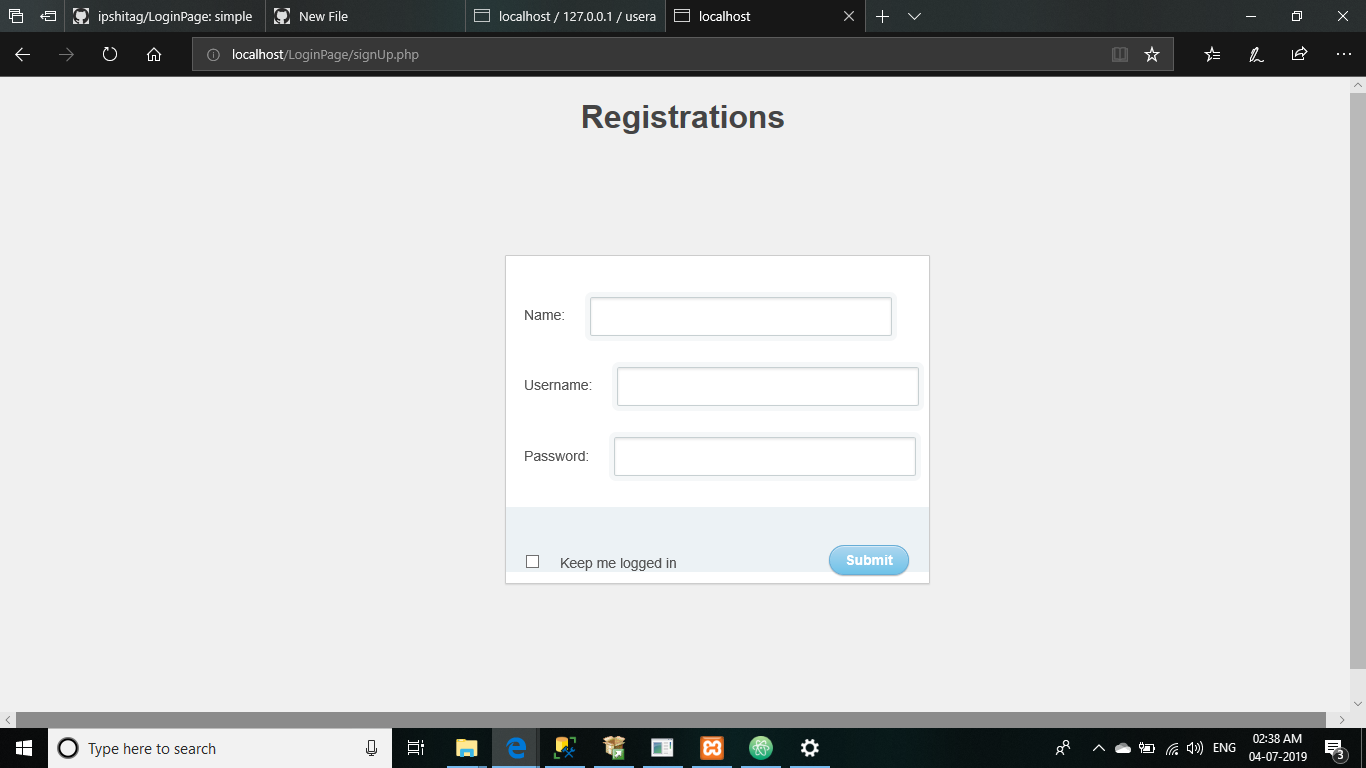 ipshitag/LoginPage: simple
New File
localhost / 127.0.0.1 / usera
localhost
localhost/LoginPage/signUp.php
Registrations
Name:
Username:
Password:
Keep me logged in
Submit
Type here to search
ENG
02:38 AM
04-07-2019
3